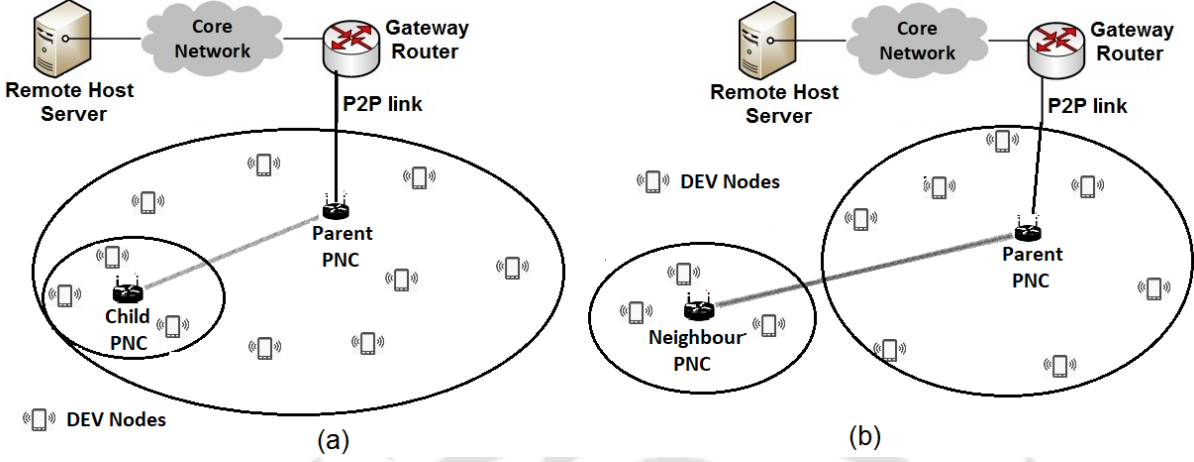 Core
Network
Gateway
Router
Remote Host
Server
P2P link
Parent
PNC
Child
PNC
DEV Nodes
(a)
Core
Network
Gateway
Router
Remote Host
Server
P2P link
DEV Nodes
Parent
PNC
Neighbour
PNC
(b)